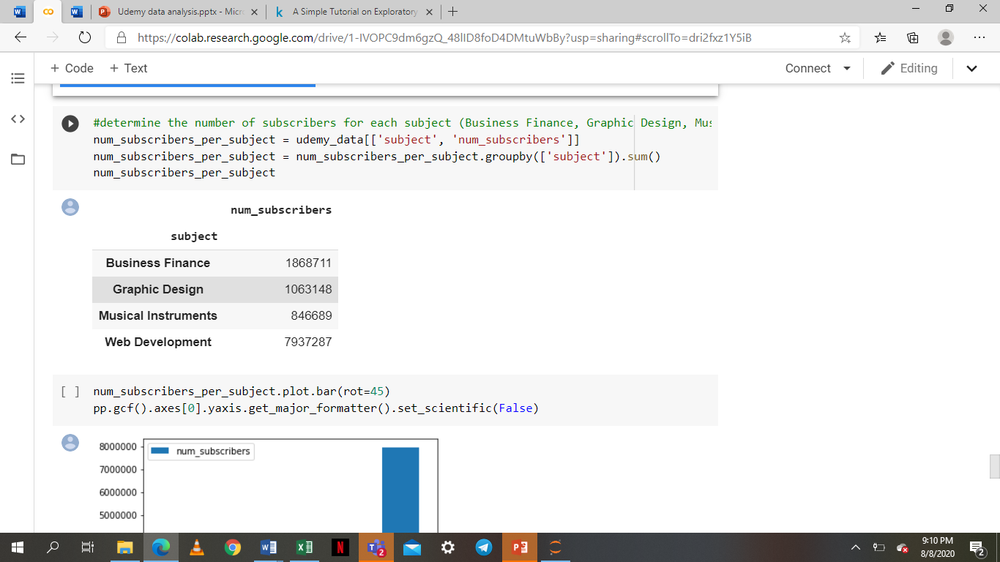 Udemy data analysis.pptx - Micr
A Simple Tutorial on Exploratory
https://colab.research.google.com/drive/1-IVOPC9dm6gzQ_48lID8foD4DMtuWbBy?usp=sharing#scrollTo=dri2fxz1Y5iB
+ Code + Text
Connect
Editing
#determine the number of subscribers for each subject (Business Finance, Graphic Design, Mus
num_subscribers_per_subject = udemy_data[['subject', 'num_subscribers']]
num_subscribers_per_subject = num_subscribers_per_subject.groupby(['subject']).sum()
num_subscribers_per_subject
num_subscribers
subject
Business Finance 1868711
Graphic Design 1063148
Musical Instruments 846689
Web Development 7937287
[ ] num_subscribers_per_subject.plot.bar(rot=45)
pp.gcf().axes[0].yaxis.get_major_formatter().set_scientific(False)
8000000
num_subscribers
7000000
6000000
5000000
9:10 PM
8/8/2020
2
2